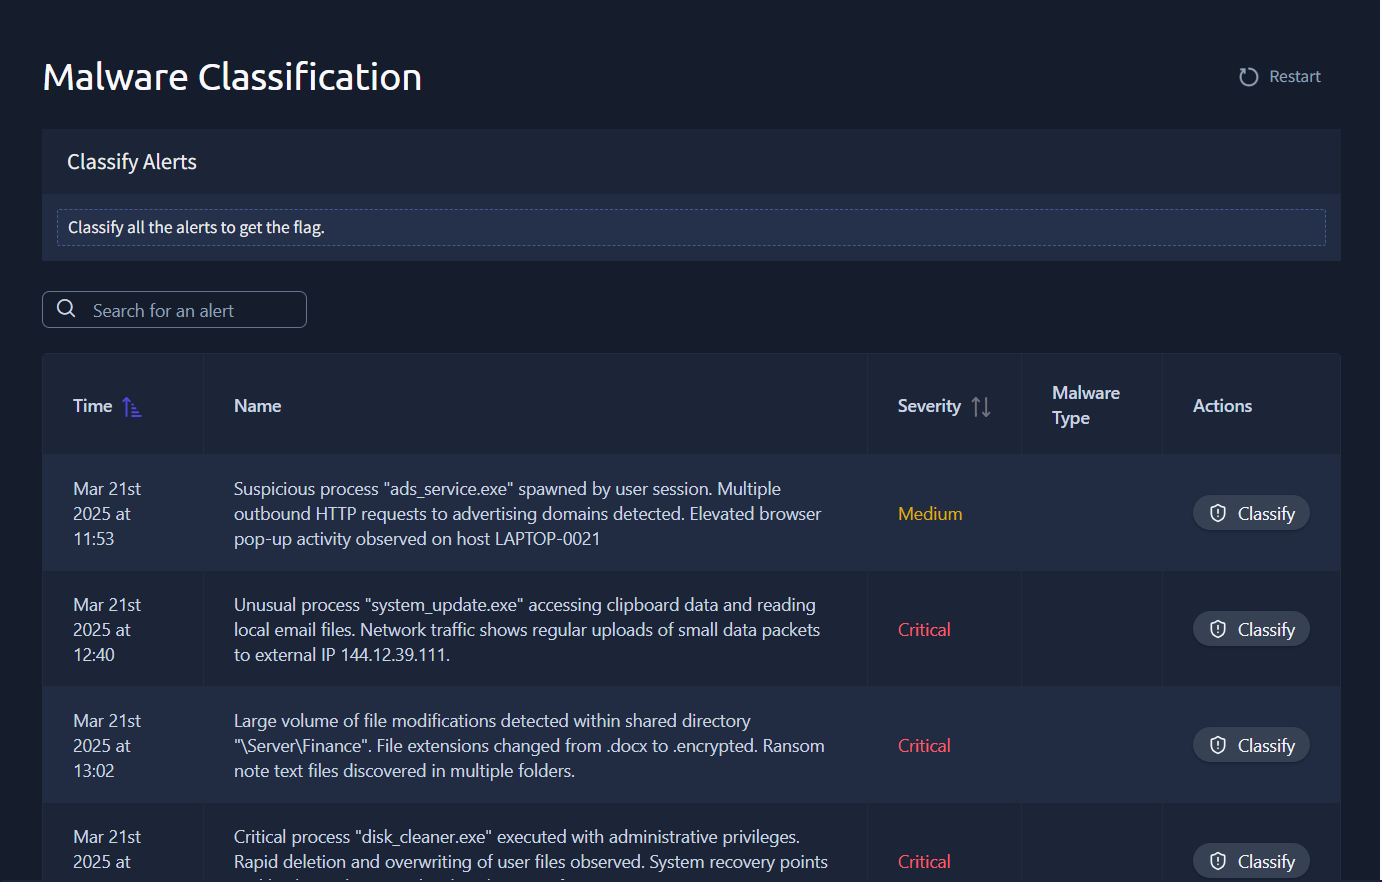 Malware Classification
Restart
Classify Alerts
Classify all the alerts to get the flag.
Search for an alert
Time
Name
Severity
Malware
Type
Actions
Mar 21st
2025 at
11:53
Suspicious process "ads_service.exe" spawned by user session. Multiple
outbound HTTP requests to advertising domains detected. Elevated browser
pop-up activity observed on host LAPTOP-0021
Medium
Classify
Mar 21st
2025 at
12:40
Unusual process "system_update.exe" accessing clipboard data and reading
local email files. Network traffic shows regular uploads of small data packets
to external IP 144.12.39.111.
Critical
Classify
Mar 21st
2025 at
13:02
Large volume of file modifications detected within shared directory
"\Server\Finance". File extensions changed from .docx to .encrypted. Ransom
note text files discovered in multiple folders.
Critical
Classify
Mar 21st
2025 at
Critical process "disk_cleaner.exe" executed with administrative privileges.
Rapid deletion and overwriting of user files observed. System recovery points
Critical
Classify